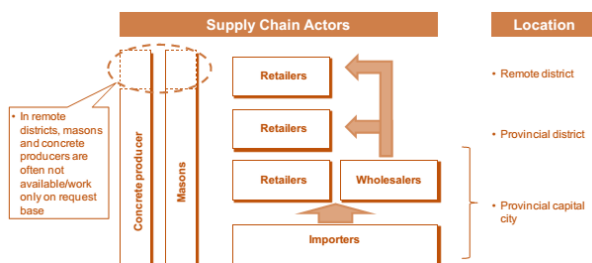 Supply Chain Actors
Location
Retailers
• Remote district
• In remote
districts, masons
and concrete
producers are
often not
available/work
only on request
base
Concrete producer
Masons
Retailers
• Provincial district
Retailers
Wholesalers
• Provincial capital
city
Importers